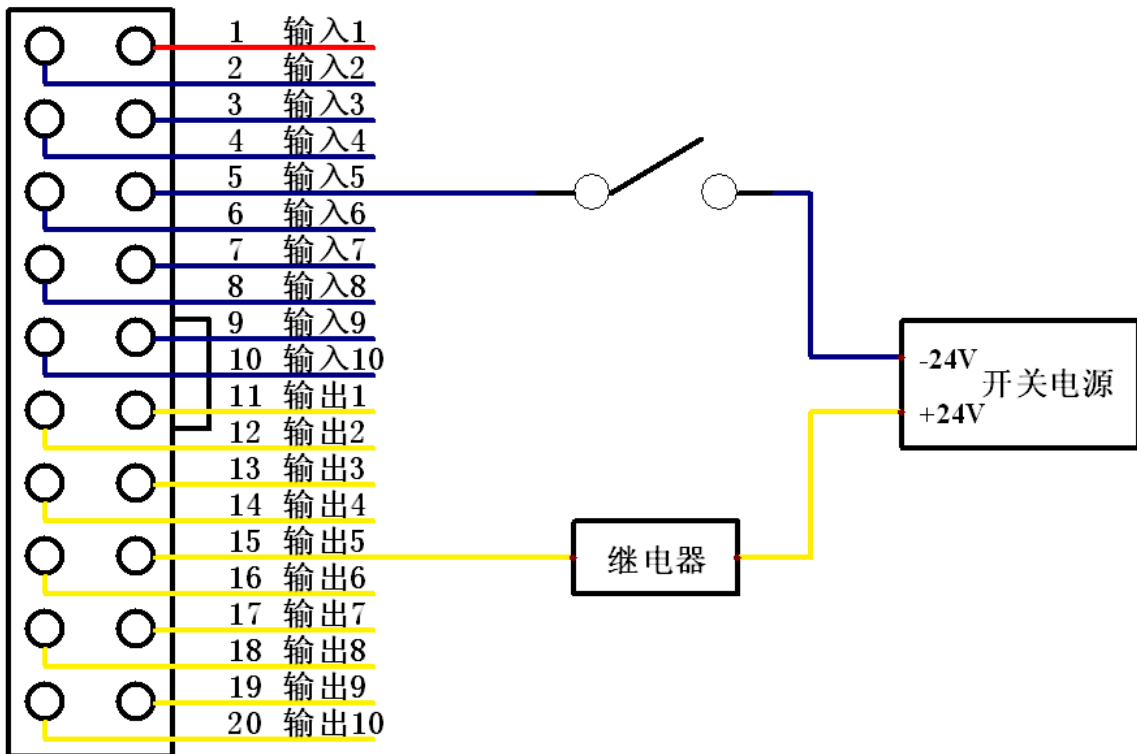 1 输入1
2 输入2
3 输入3
4 输入4
5 输入5
6 输入6
7 输入7
8 输入8
9 输入9
10 输入10
11 输出1
12 输出2
13 输出3
14 输出4
15 输出5
16 输出6
17 输出7
18 输出8
19 输出9
20 输出10
-24V
开关电源
+24V
继电器